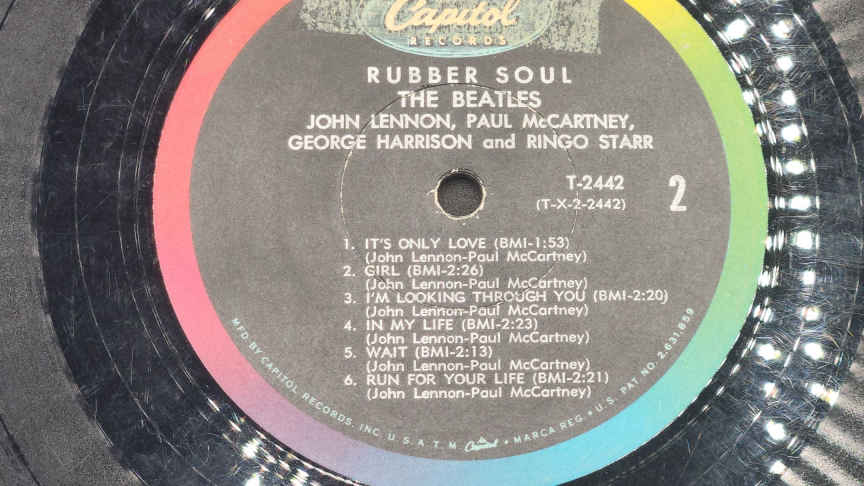 Capitol
RECORDS
RUBBER SOUL
THE BEATLES
JOHN LENNON, PAUL McCARTNEY,
GEORGE HARRISON and RINGO STARR
T-2442
(T-X-2-2442)
2
1. IT'S ONLY LOVE (BMI-1:53)
(John Lennon-Paul McCartney)
2. GIRL (BMI-2:26)
(John Lennon-Paul McCartney)
3. I'M LOOKING THROUGH YOU (BMI-2:20)
(John Lennon-Paul McCartney)
4. IN MY LIFE (BMI-2:23)
(John Lennon-Paul McCartney)
5. WAIT (BMI-2:13)
(John Lennon-Paul McCartney)
6. RUN FOR YOUR LIFE (BMI-2:21)
(John Lennon-Paul McCartney)
MFD. BY CAPITOL RECORDS, INC. U.S.A. T.M. Capitol • MARCA REG. • U.S. PAT. NO. 2,631,859